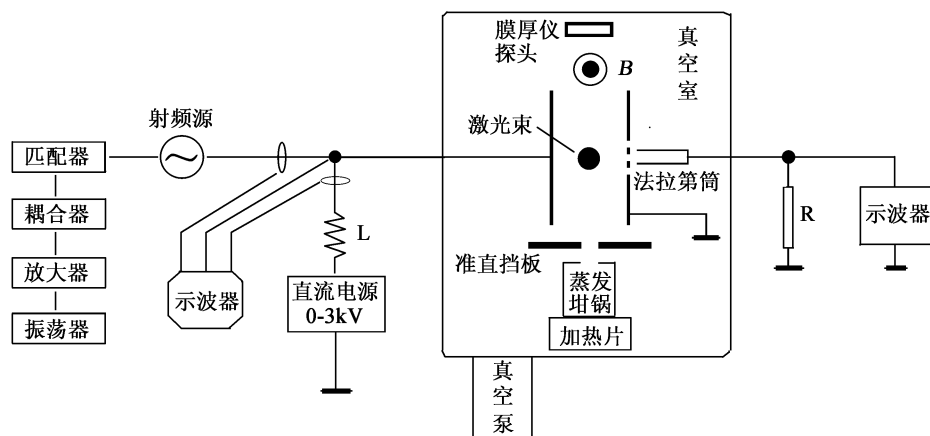 膜厚仪
探头
真
空
室
B
射频源
激光束
匹配器
法拉第筒
耦合器
R
示波器
L
准直挡板
放大器
示波器
直流电源
0-3kV
蒸发
坩锅
振荡器
加热片
真
空
泵